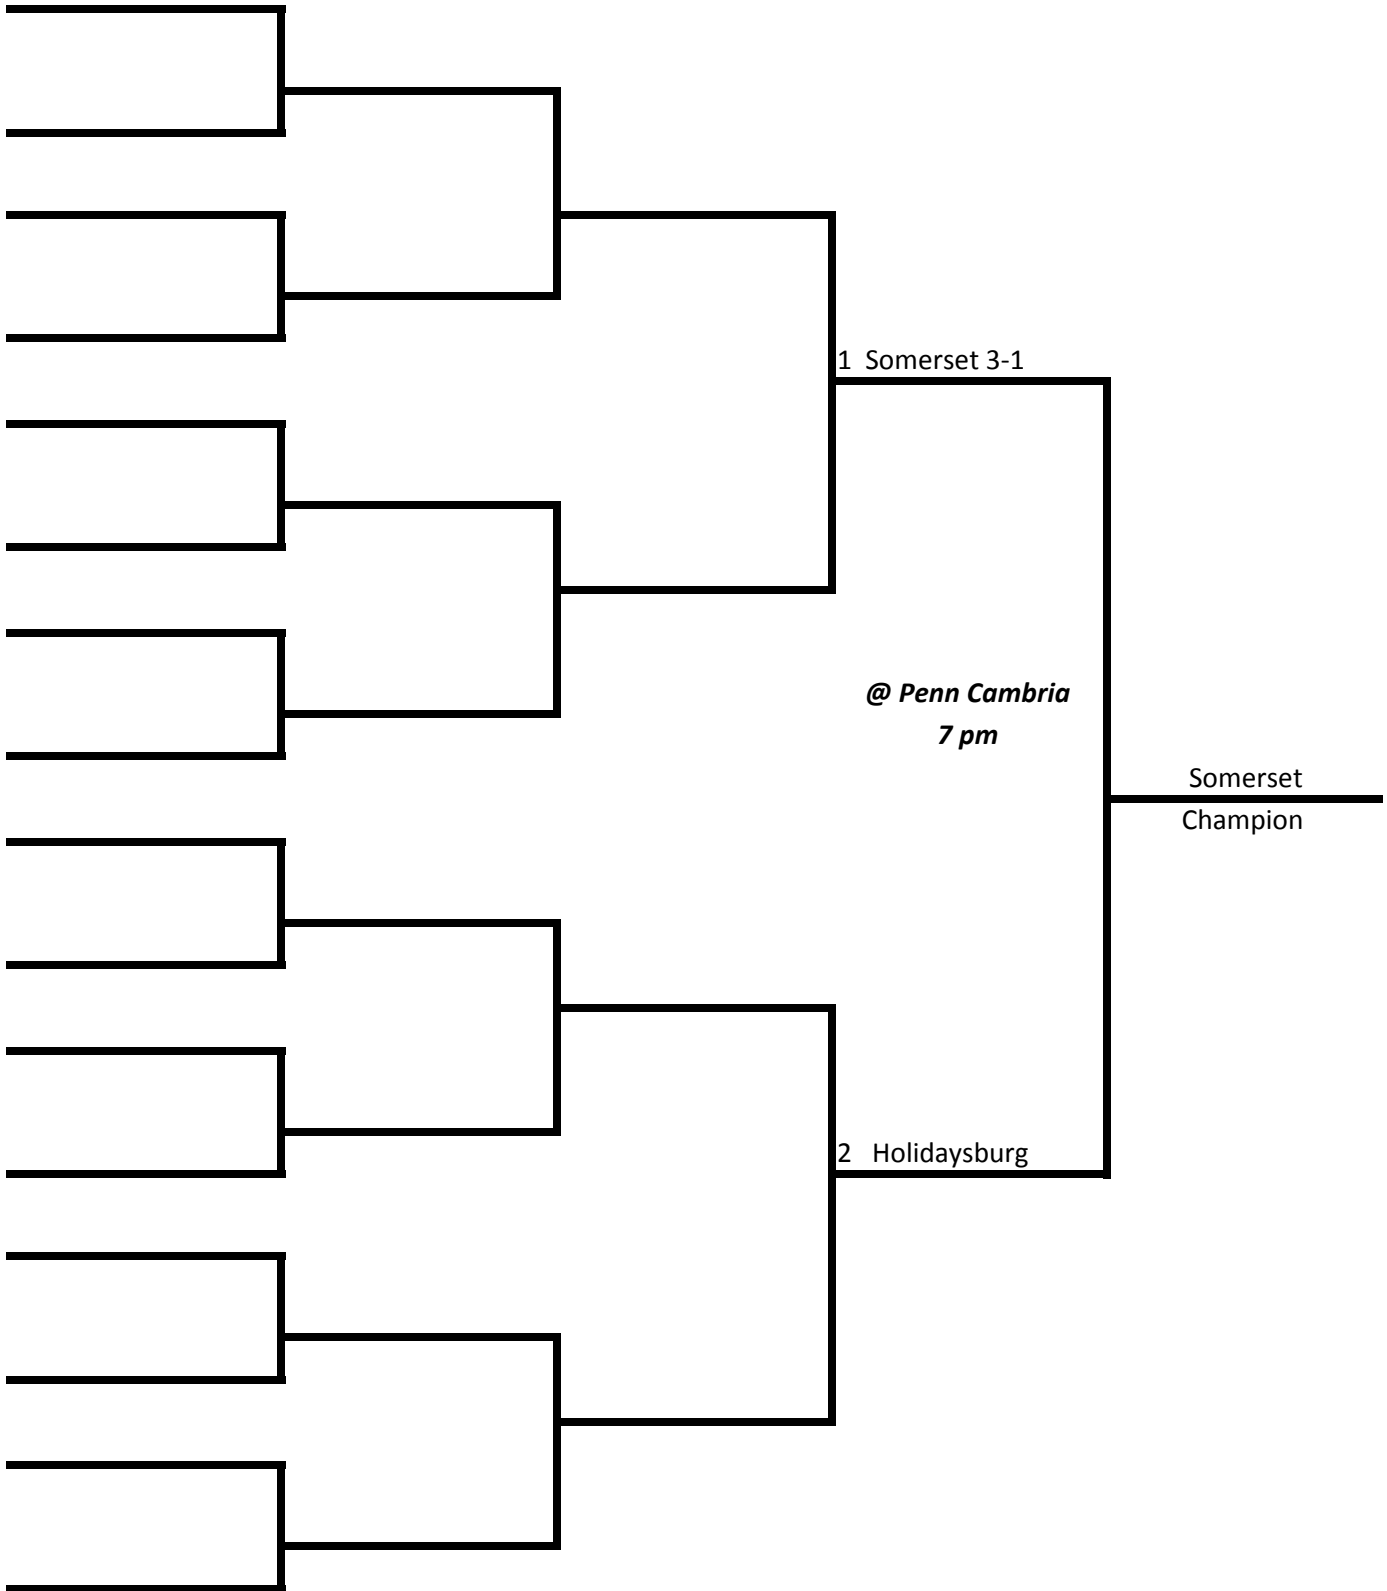 1 Somerset 3-1
@ Penn Cambria
7 pm
Somerset
Champion
2 Holidaysburg